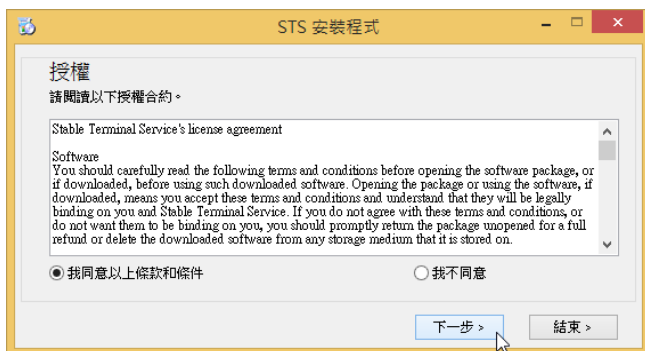 STS 安裝程式
授權
請閱讀以下授權合約。
Stable Terminal Service's license agreement
Software
You should carefully read the following terms and conditions before opening the software package, or
if downloaded, before using such downloaded software. Opening the package or using the software, if
downloaded, means you accept these terms and conditions and understand that they will be legally
binding on you and Stable Terminal Service. If you do not agree with these terms and conditions, or
do not want them to be binding on you, you should promptly return the package unopened for a full
refund or delete the downloaded software from any storage medium that it is stored on.
我同意以上條款和條件
我不同意
下一步 >
結束 >